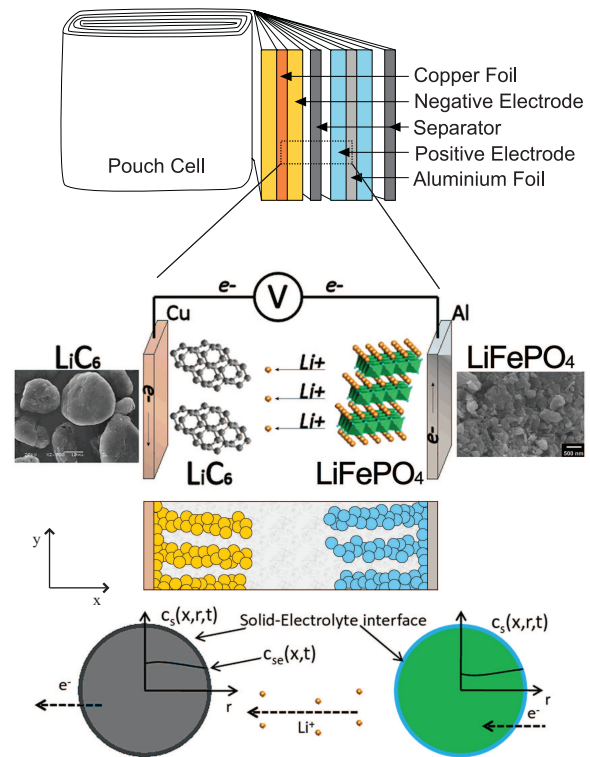 Copper Foil
Negative Electrode
Separator
Positive Electrode
Aluminium Foil
Pouch Cell
e-
V
e-
Cu
Al
LiC6
LiFePO4
e-
Li+
Li+
Li+
e-
500 nm
LiC6
LiFePO4
y
x
cs(x,r,t)
Solid-Electrolyte interface
cs(x,r,t)
cse(x,t)
e-
r
Li+
r
e-